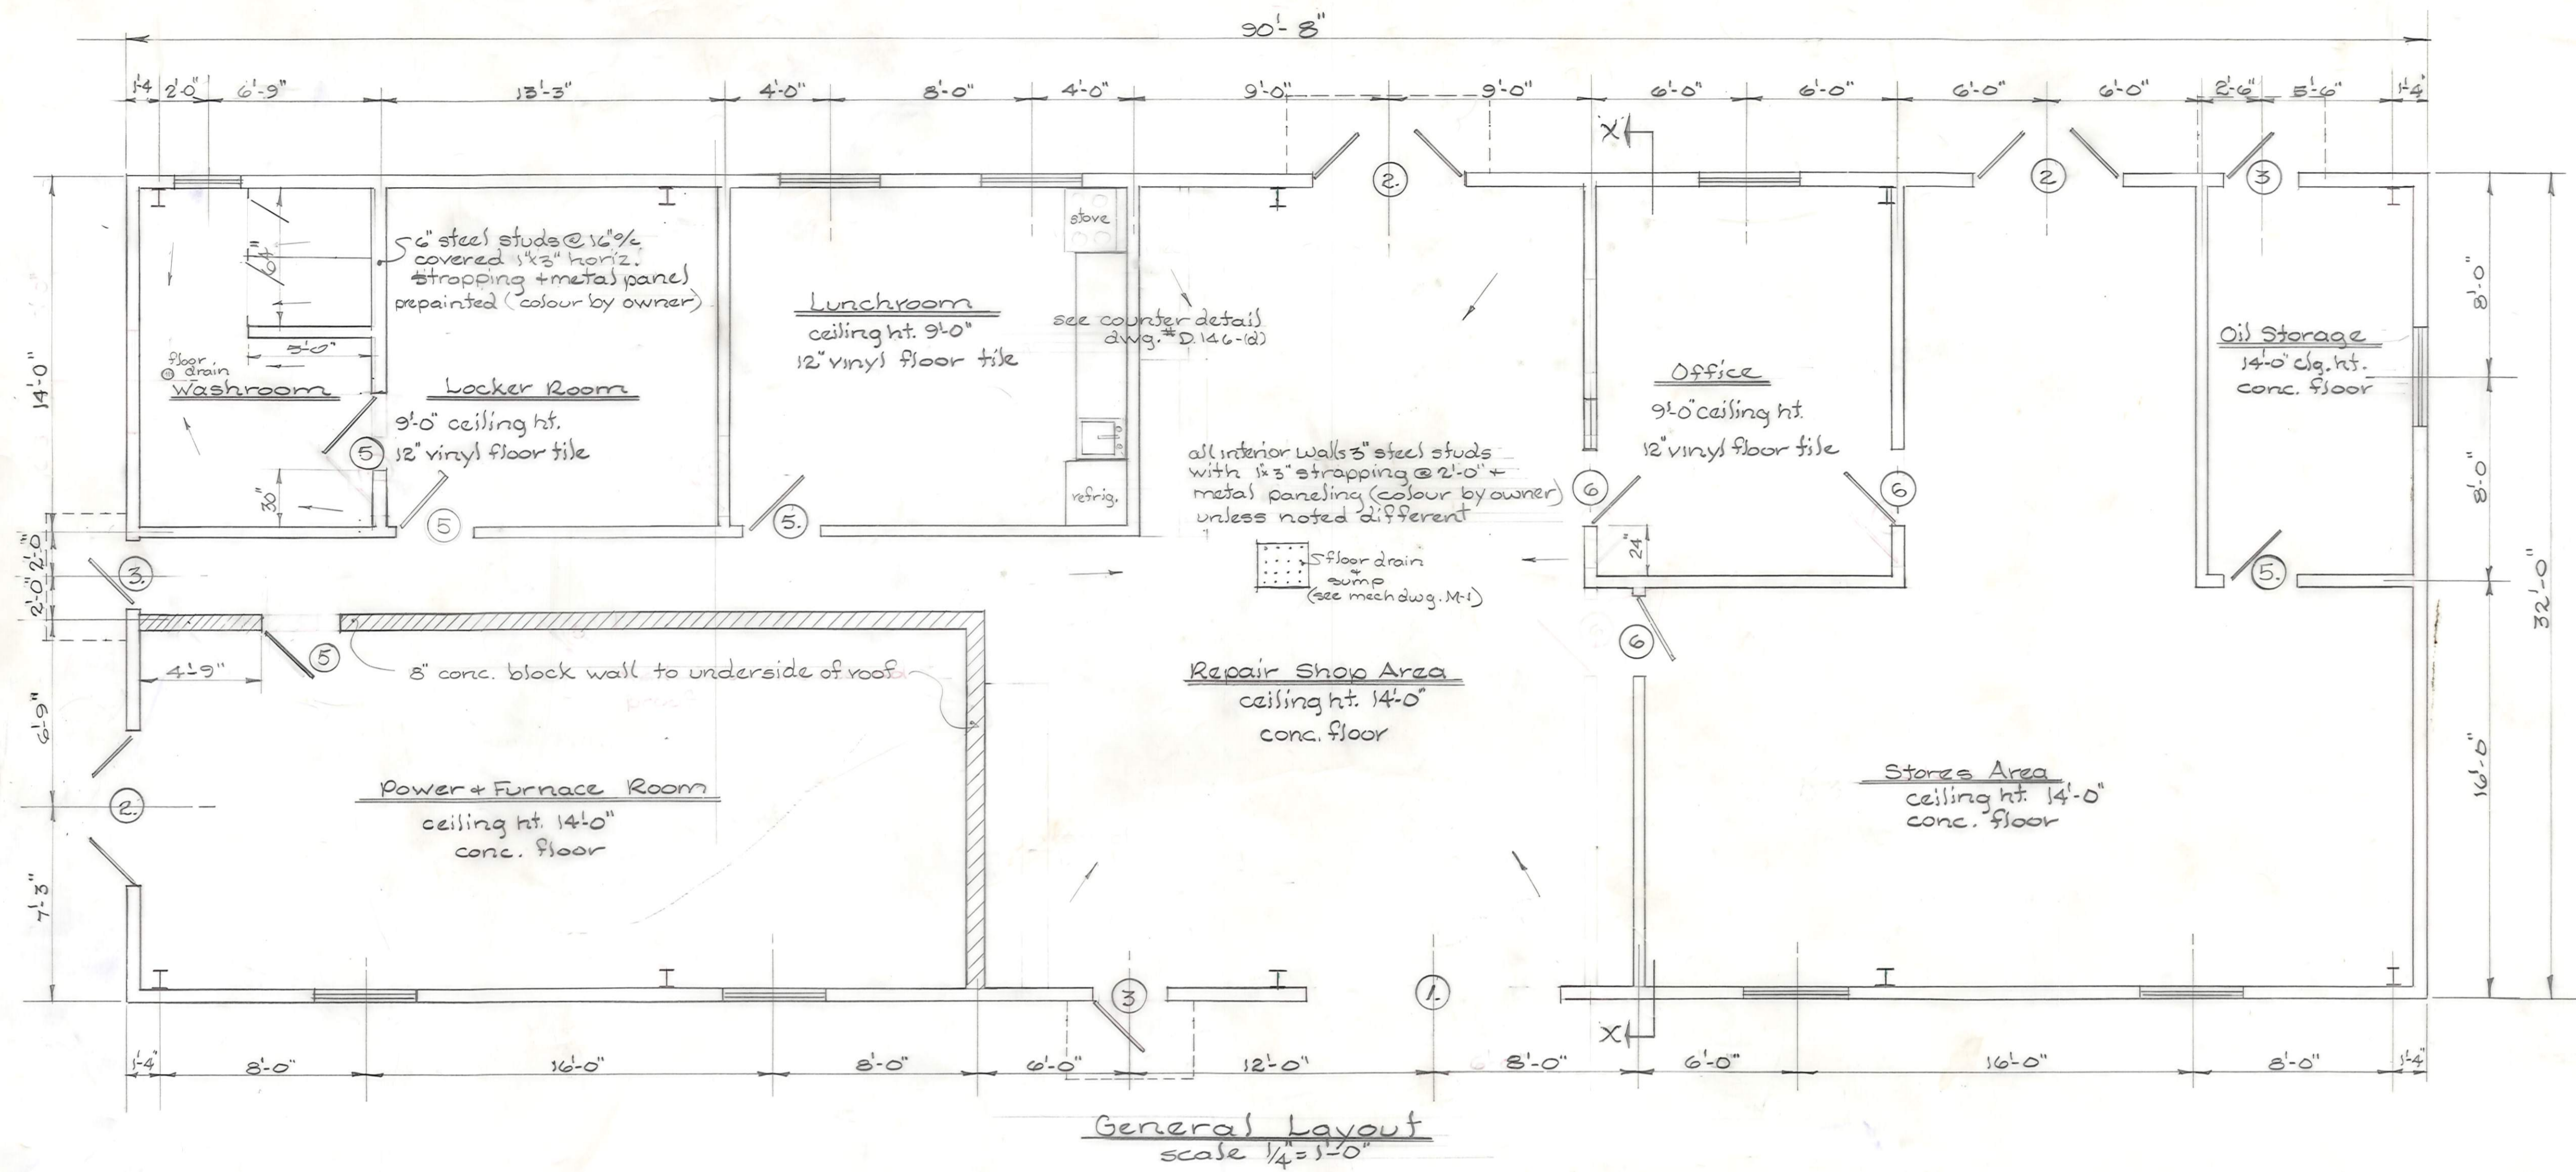 90'-8"
1'-4 2'-0" 6'-9" 13'-3" 4'-0" 8'-0" 4'-0" 9'-0" 9'-0" 6'-0" 6'-0" 6'-0" 6'-0" 2'-6" 5'-6" 1'-4"
X
2.
2
3
stove
6" steel studs @ 16" o/c
covered 1"x3" horiz.
strapping + metal panel
prepainted (colour by owner)
64"
5'-0"
floor
drain
Washroom
Locker Room
9'-0" ceiling ht.
12" vinyl floor tile
5
30"
5
Lunchroom
ceiling ht. 9'-0"
12" vinyl floor tile
see counter detail
dwg. # D.146-(d)
refrig.
5.
all interior walls 3" steel studs
with 1x3" strapping @ 2'-0" +
metal paneling (colour by owner)
unless noted different
floor drain
+
sump
(see mech dwg. M-1)
Office
9'-0" ceiling ht.
12" vinyl floor tile
6
6
24"
6
Oil Storage
14'-0" clg. ht.
conc. floor
5.
8'-0"
8'-0"
16'-0"
32'-0"
14'-0"
2'-0"
2'-0"
6'-9"
7'-3"
3.
2.
4'-9"
5
8" conc. block wall to underside of roof
Power + Furnace Room
ceiling ht. 14'-0"
conc. floor
Repair Shop Area
ceiling ht. 14'-0"
conc. floor
Stores Area
ceiling ht. 14'-0"
conc. floor
3
1.
X
1'-4" 8'-0" 16'-0" 8'-0" 6'-0" 12'-0" 8'-0" 6'-0" 16'-0" 8'-0" 1'-4"
General Layout
scale 1/4" = 1'-0"